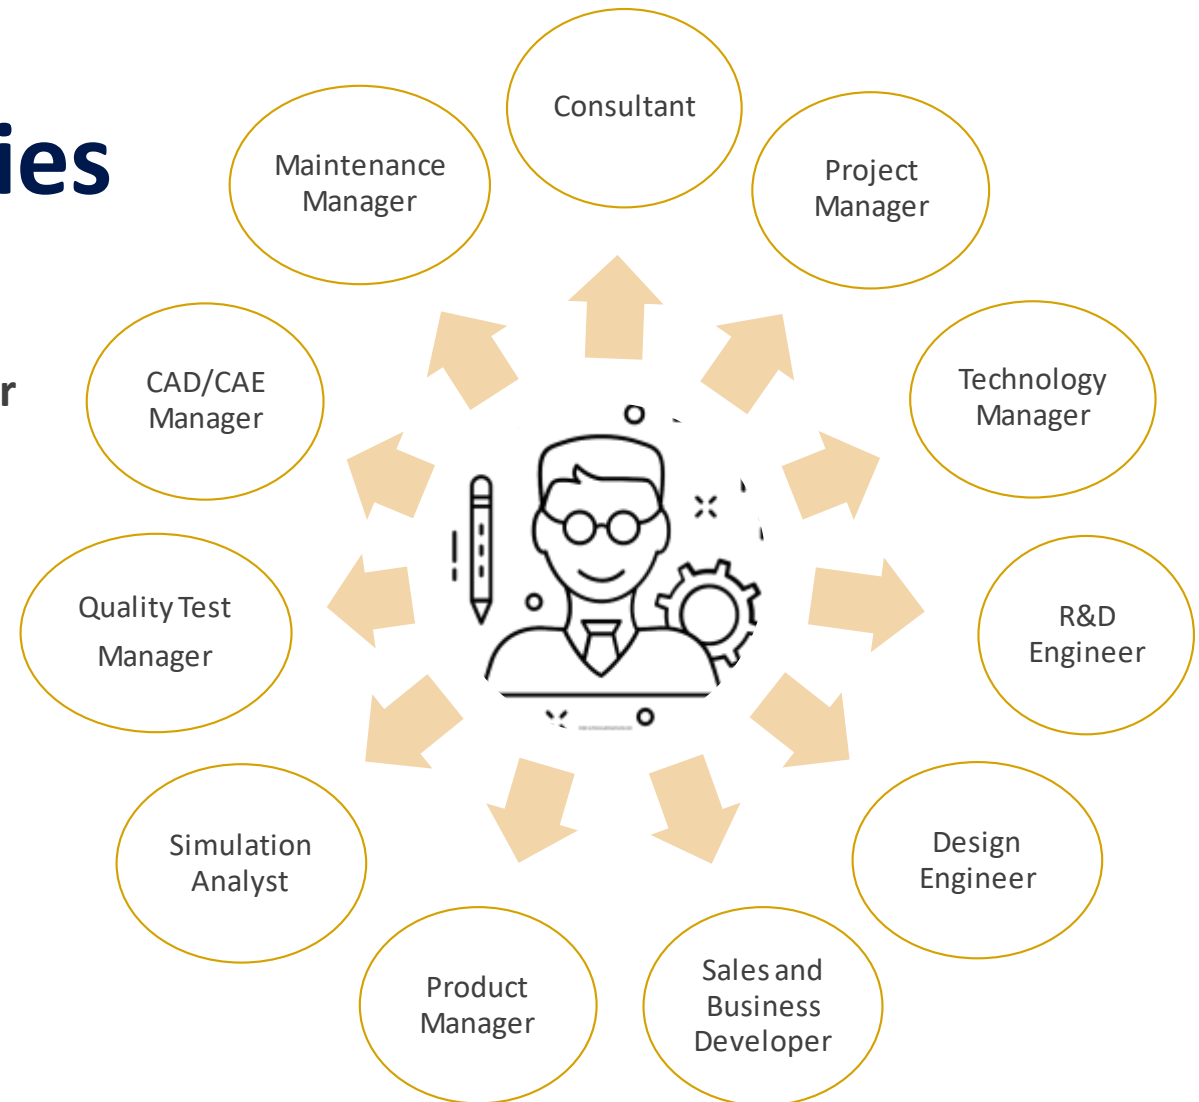 ies
r
Consultant
Project
Manager
Technology
Manager
R&D
Engineer
Design
Engineer
Sales and
Business
Developer
Product
Manager
Simulation
Analyst
Quality Test
Manager
CAD/CAE
Manager
Maintenance
Manager